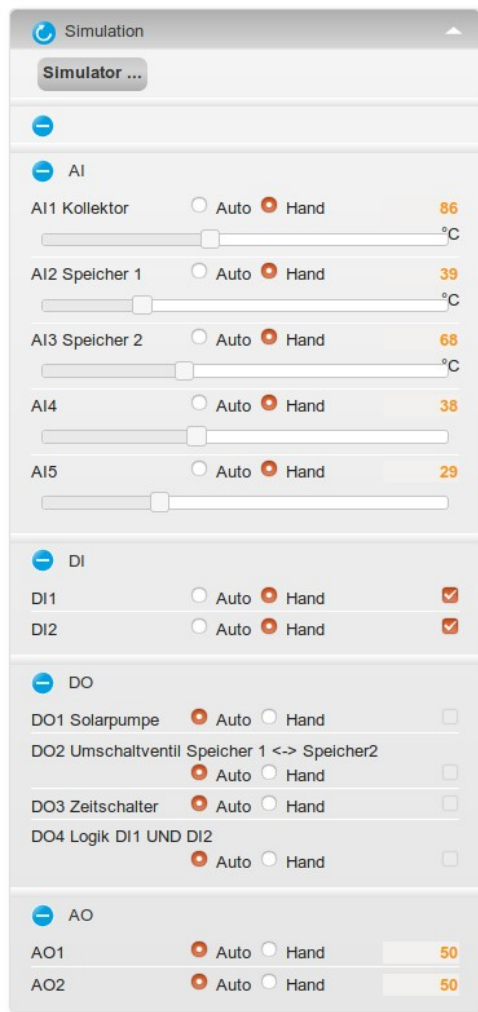 Simulation
Simulator ...
AI
AI1 Kollektor Auto Hand 86
°C
AI2 Speicher 1 Auto Hand 39
°C
AI3 Speicher 2 Auto Hand 68
°C
AI4 Auto Hand 38
AI5 Auto Hand 29
DI
DI1 Auto Hand
DI2 Auto Hand
DO
DO1 Solarpumpe Auto Hand
DO2 Umschaltventil Speicher 1 <-> Speicher2
Auto Hand
DO3 Zeitschalter Auto Hand
DO4 Logik DI1 UND DI2
Auto Hand
AO
AO1 Auto Hand 50
AO2 Auto Hand 50